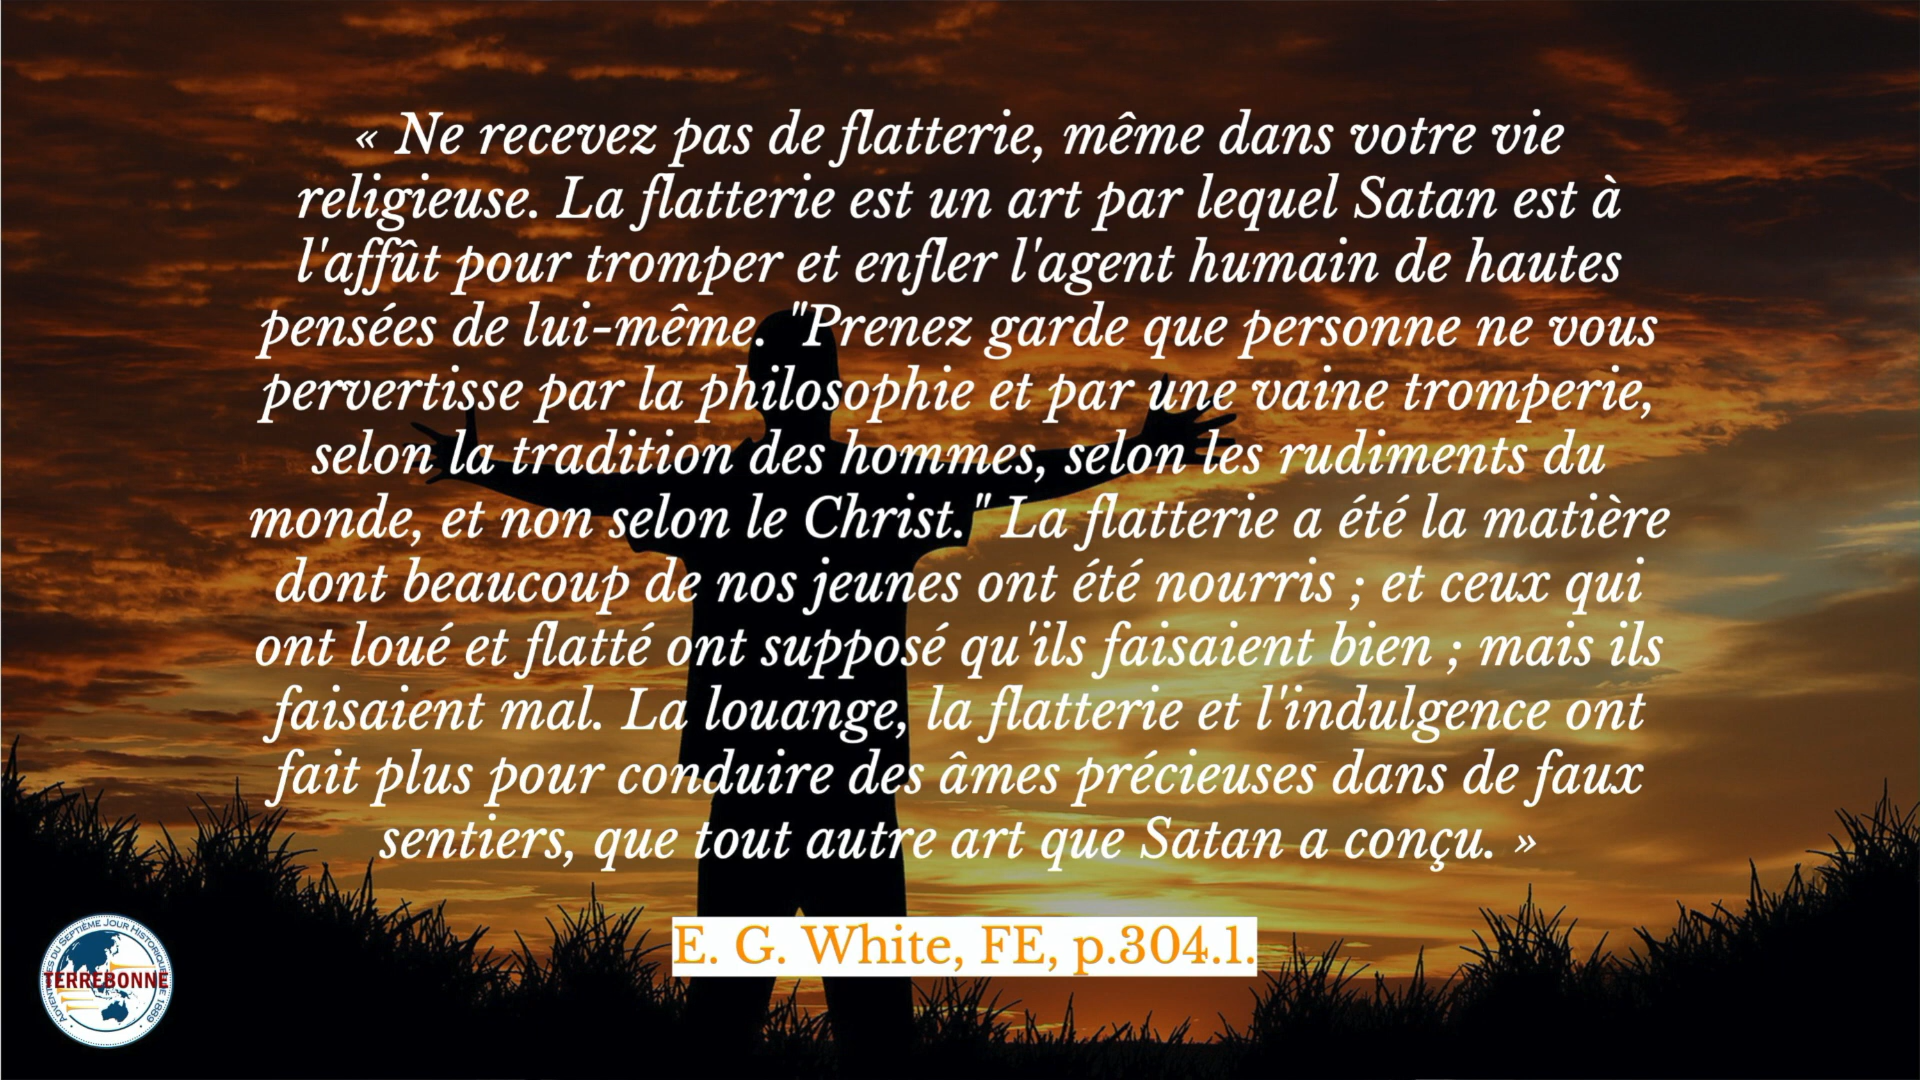 « Ne recevez pas de flatterie, même dans votre vie
religieuse. La flatterie est un art par lequel Satan est à
l'affût pour tromper et enfler l'agent humain de hautes
pensées de lui-même. "Prenez garde que personne ne vous
pervertisse par la philosophie et par une vaine tromperie,
selon la tradition des hommes, selon les rudiments du
monde, et non selon le Christ." La flatterie a été la matière
dont beaucoup de nos jeunes ont été nourris ; et ceux qui
ont loué et flatté ont supposé qu'ils faisaient bien ; mais ils
faisaient mal. La louange, la flatterie et l'indulgence ont
fait plus pour conduire des âmes précieuses dans de faux
sentiers, que tout autre art que Satan a conçu. »
E. G. White, FE, p.304.1.
TERREBONNE
ADVENTISTES DU SEPTIÈME JOUR HISTORIQUE
1889